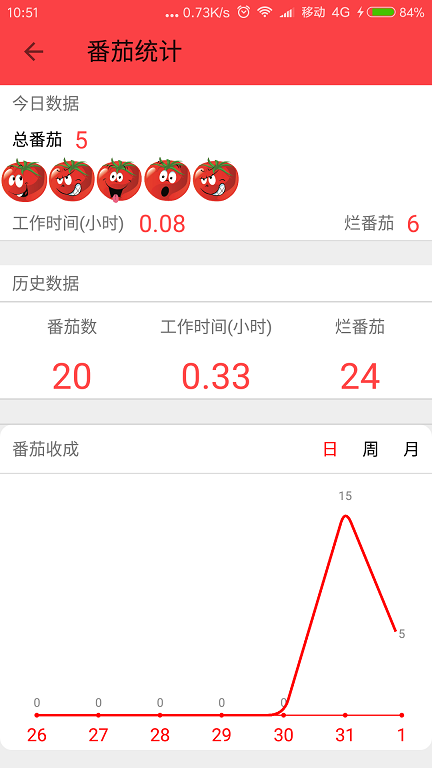 10:51 ... 0.73K/s 移动 4G 84%
番茄统计
今日数据
总番茄 5
工作时间(小时) 0.08 烂番茄 6
历史数据
番茄数 工作时间(小时) 烂番茄
20 0.33 24
番茄收成 日 周 月
15
5
0 0 0 0 0
26 27 28 29 30 31 1